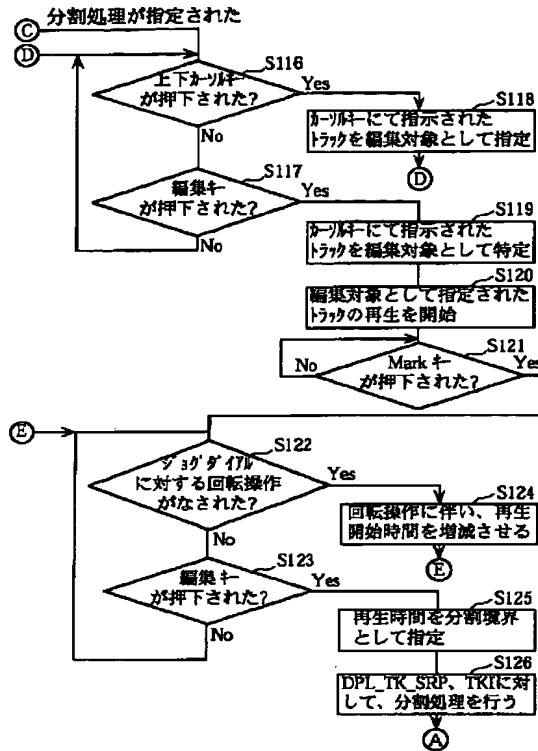 分割処理が指定された
C
D
S116
上下カーソルキー
が押下された?
Yes
No
S118
カーソルキーにて指示された
トラックを編集対象として指定
D
S117
編集キー
が押下された?
Yes
No
S119
カーソルキーにて指示された
トラックを編集対象として特定
S120
編集対象として指定された
トラックの再生を開始
S121
Mark キー
が押下された?
No
Yes
E
S122
ジョグダイアル
に対する回転操作
がなされた?
Yes
No
S124
回転操作に伴い、再生
開始時間を増減させる
E
S123
編集キー
が押下された?
Yes
No
S125
再生時間を分割境界
として指定
S126
DPL_TK_SRP、TKIに対
して、分割処理を行う
A